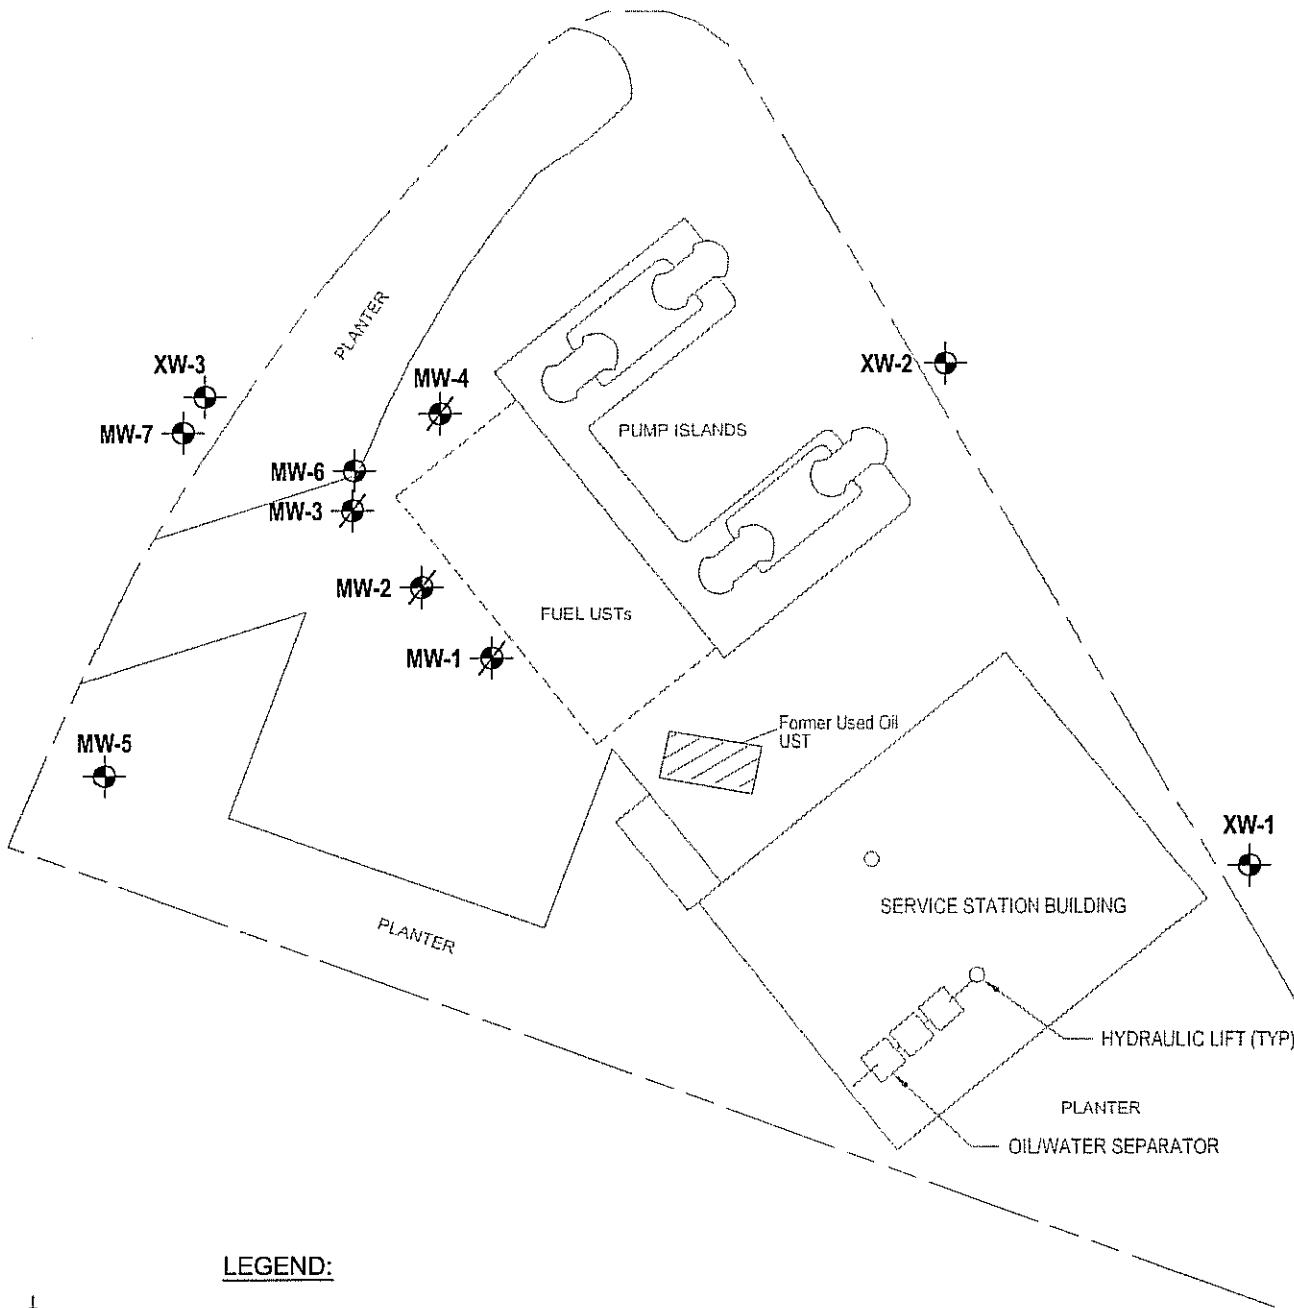 PLANTER
XW-3
MW-4
XW-2
MW-7
PUMP ISLANDS
MW-6
MW-3
MW-2
FUEL USTs
MW-1
Former Used Oil
UST
MW-5
XW-1
SERVICE STATION BUILDING
PLANTER
HYDRAULIC LIFT (TYP)
PLANTER
OIL/WATER SEPARATOR
LEGEND: